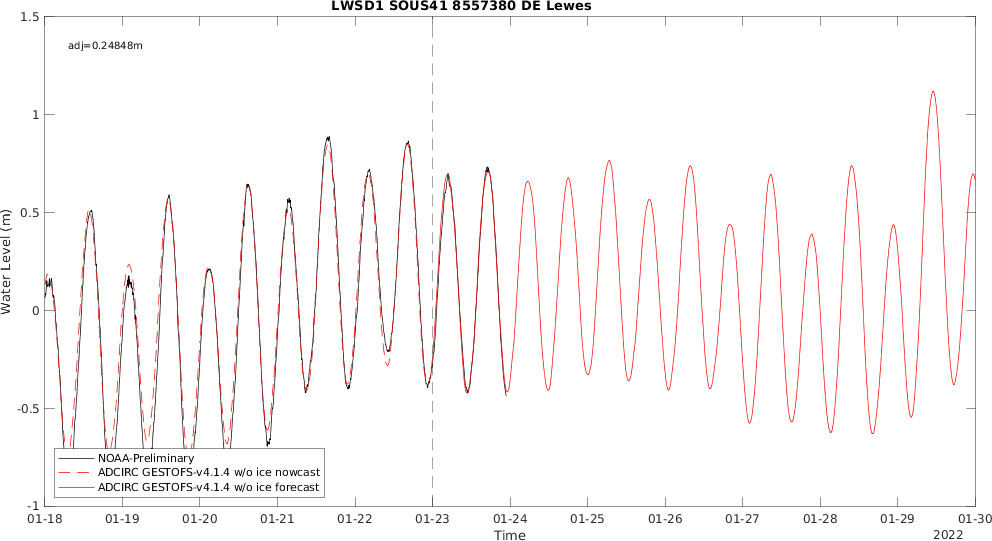 LWSD1 SOUS41 8557380 DE Lewes
1.5
adj=0.24848m
1
0.5
Water Level (m)
0
-0.5
NOAA-Preliminary
ADCIRC GESTOFS-v4.1.4 w/o ice nowcast
ADCIRC GESTOFS-v4.1.4 w/o ice forecast
-1
01-18 01-19 01-20 01-21 01-22 01-23 01-24 01-25 01-26 01-27 01-28 01-29 01-30
Time
2022